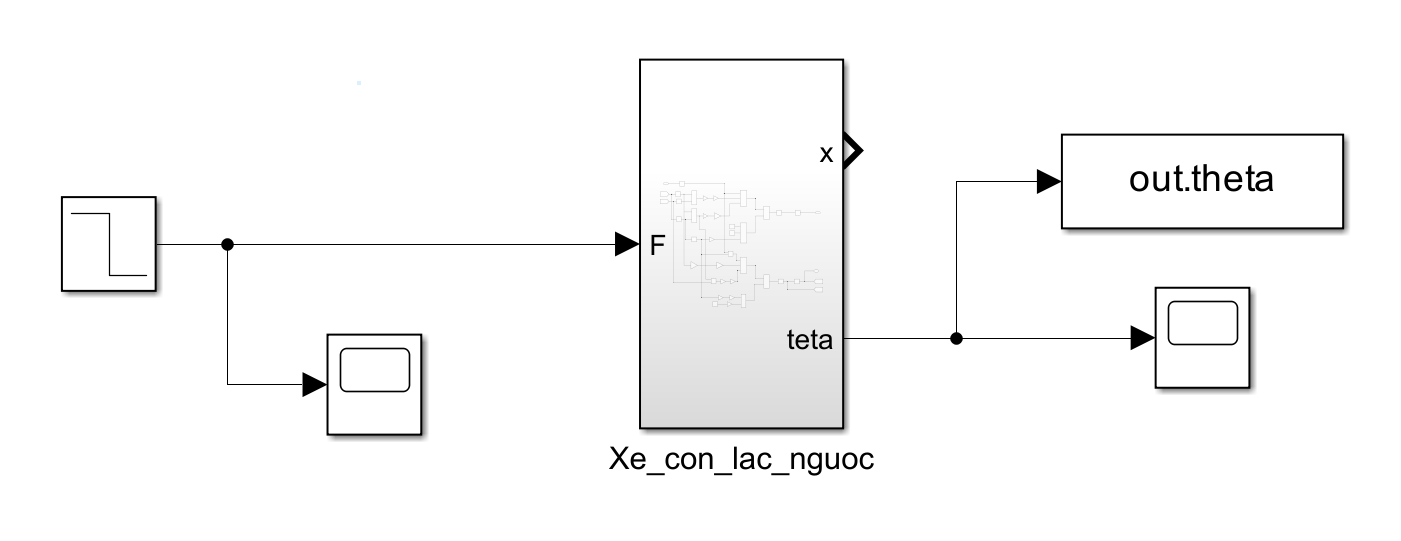 x
out.theta
F
teta
Xe_con_lac_nguoc